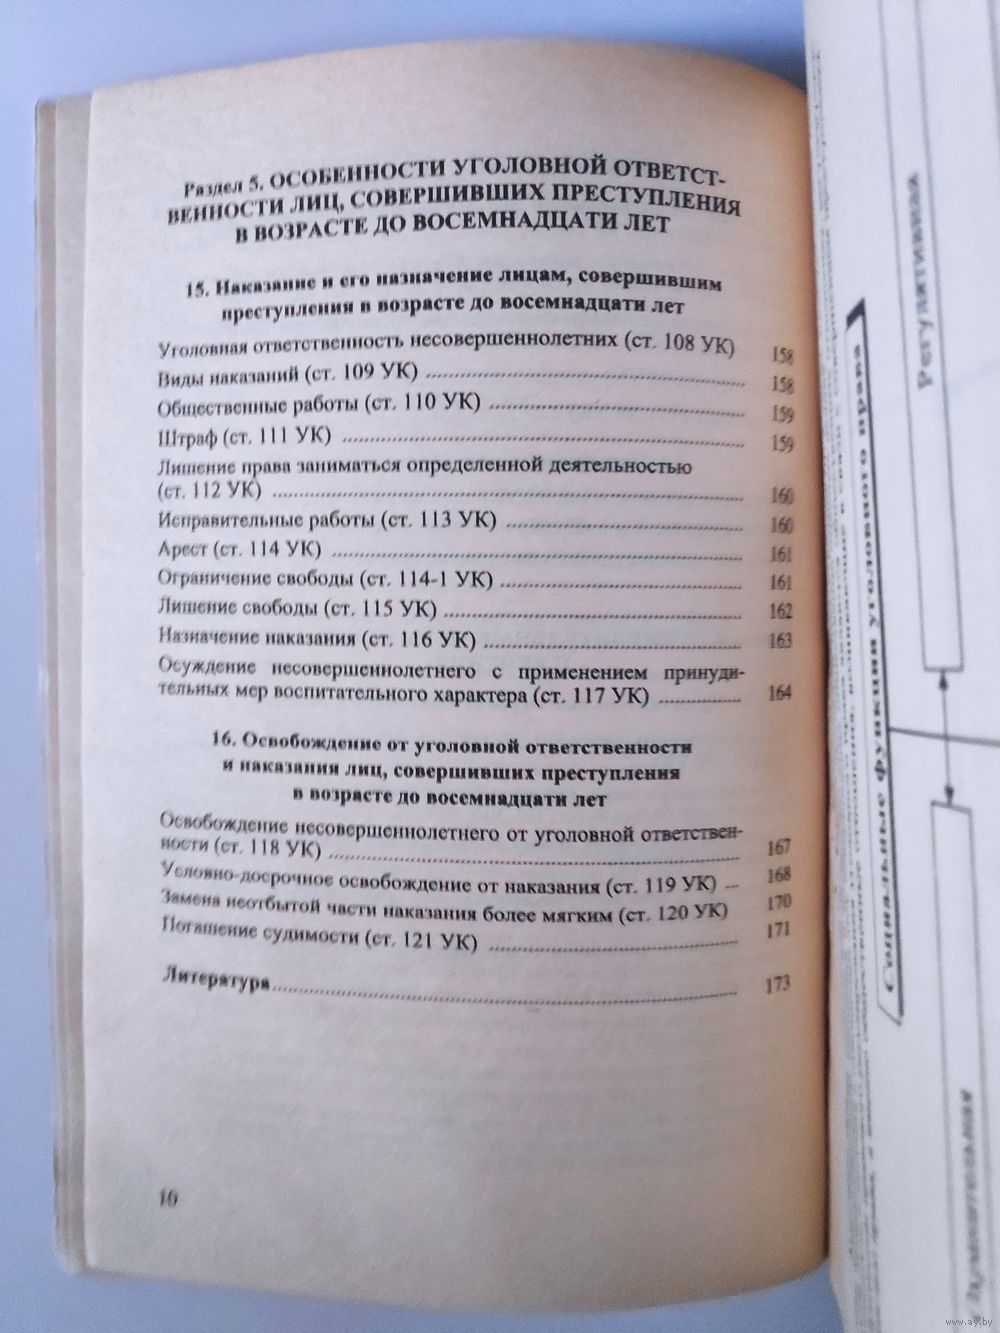 Раздел 5. ОСОБЕННОСТИ УГОЛОВНОЙ ОТВЕТСТ-
ВЕННОСТИ ЛИЦ, СОВЕРШИВШИХ ПРЕСТУПЛЕНИЯ
В ВОЗРАСТЕ ДО ВОСЕМНАДЦАТИ ЛЕТ
15. Наказание и его назначение лицам, совершившим
преступления в возрасте до восемнадцати лет
Уголовная ответственность несовершеннолетних (ст. 108 УК) 158
Виды наказаний (ст. 109 УК) ........ 158
Общественные работы (ст. 110 УК) ........ 159
Штраф (ст. 111 УК) ........ 159
Лишение права заниматься определенной деятельностью
(ст. 112 УК) ........ 160
Исправительные работы (ст. 113 УК) ........ 160
Арест (ст. 114 УК) ........ 161
Ограничение свободы (ст. 114-1 УК) ........ 161
Лишение свободы (ст. 115 УК) ........ 162
Назначение наказания (ст. 116 УК) ........ 163
Осуждение несовершеннолетнего с применением принуди-
тельных мер воспитательного характера (ст. 117 УК) ........ 164
16. Освобождение от уголовной ответственности
и наказания лиц, совершивших преступления
в возрасте до восемнадцати лет
Освобождение несовершеннолетнего от уголовной ответствен-
ности (ст. 118 УК) ........ 167
Условно-досрочное освобождение от наказания (ст. 119 УК) ... 168
Замена неотбытой части наказания более мягким (ст. 120 УК) 170
Погашение судимости (ст. 121 УК) ........ 171
Литература ........ 173
10
Социальные функции уголовного права
Регулятивная
www.ay.by